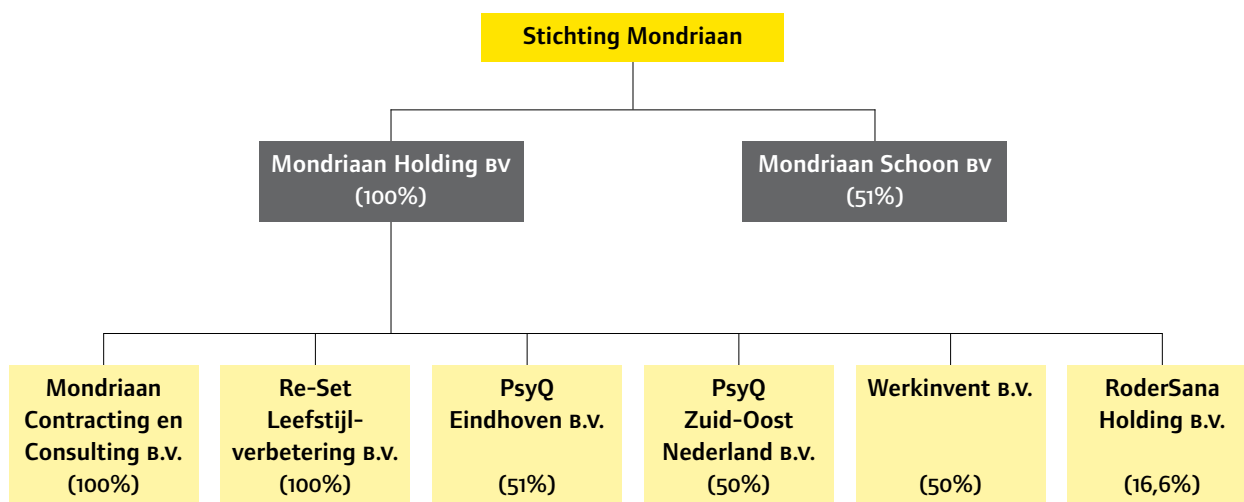 Stichting Mondriaan
Mondriaan Holding BV
(100%)
Mondriaan Schoon BV
(51%)
Mondriaan
Contracting en
Consulting B.V.
(100%)
Re-Set
Leefstijl-
verbetering B.V.
(100%)
PsyQ
Eindhoven B.V.
(51%)
PsyQ
Zuid-Oost
Nederland B.V.
(50%)
Werkinvent B.V.
(50%)
RoderSana
Holding B.V.
(16,6%)